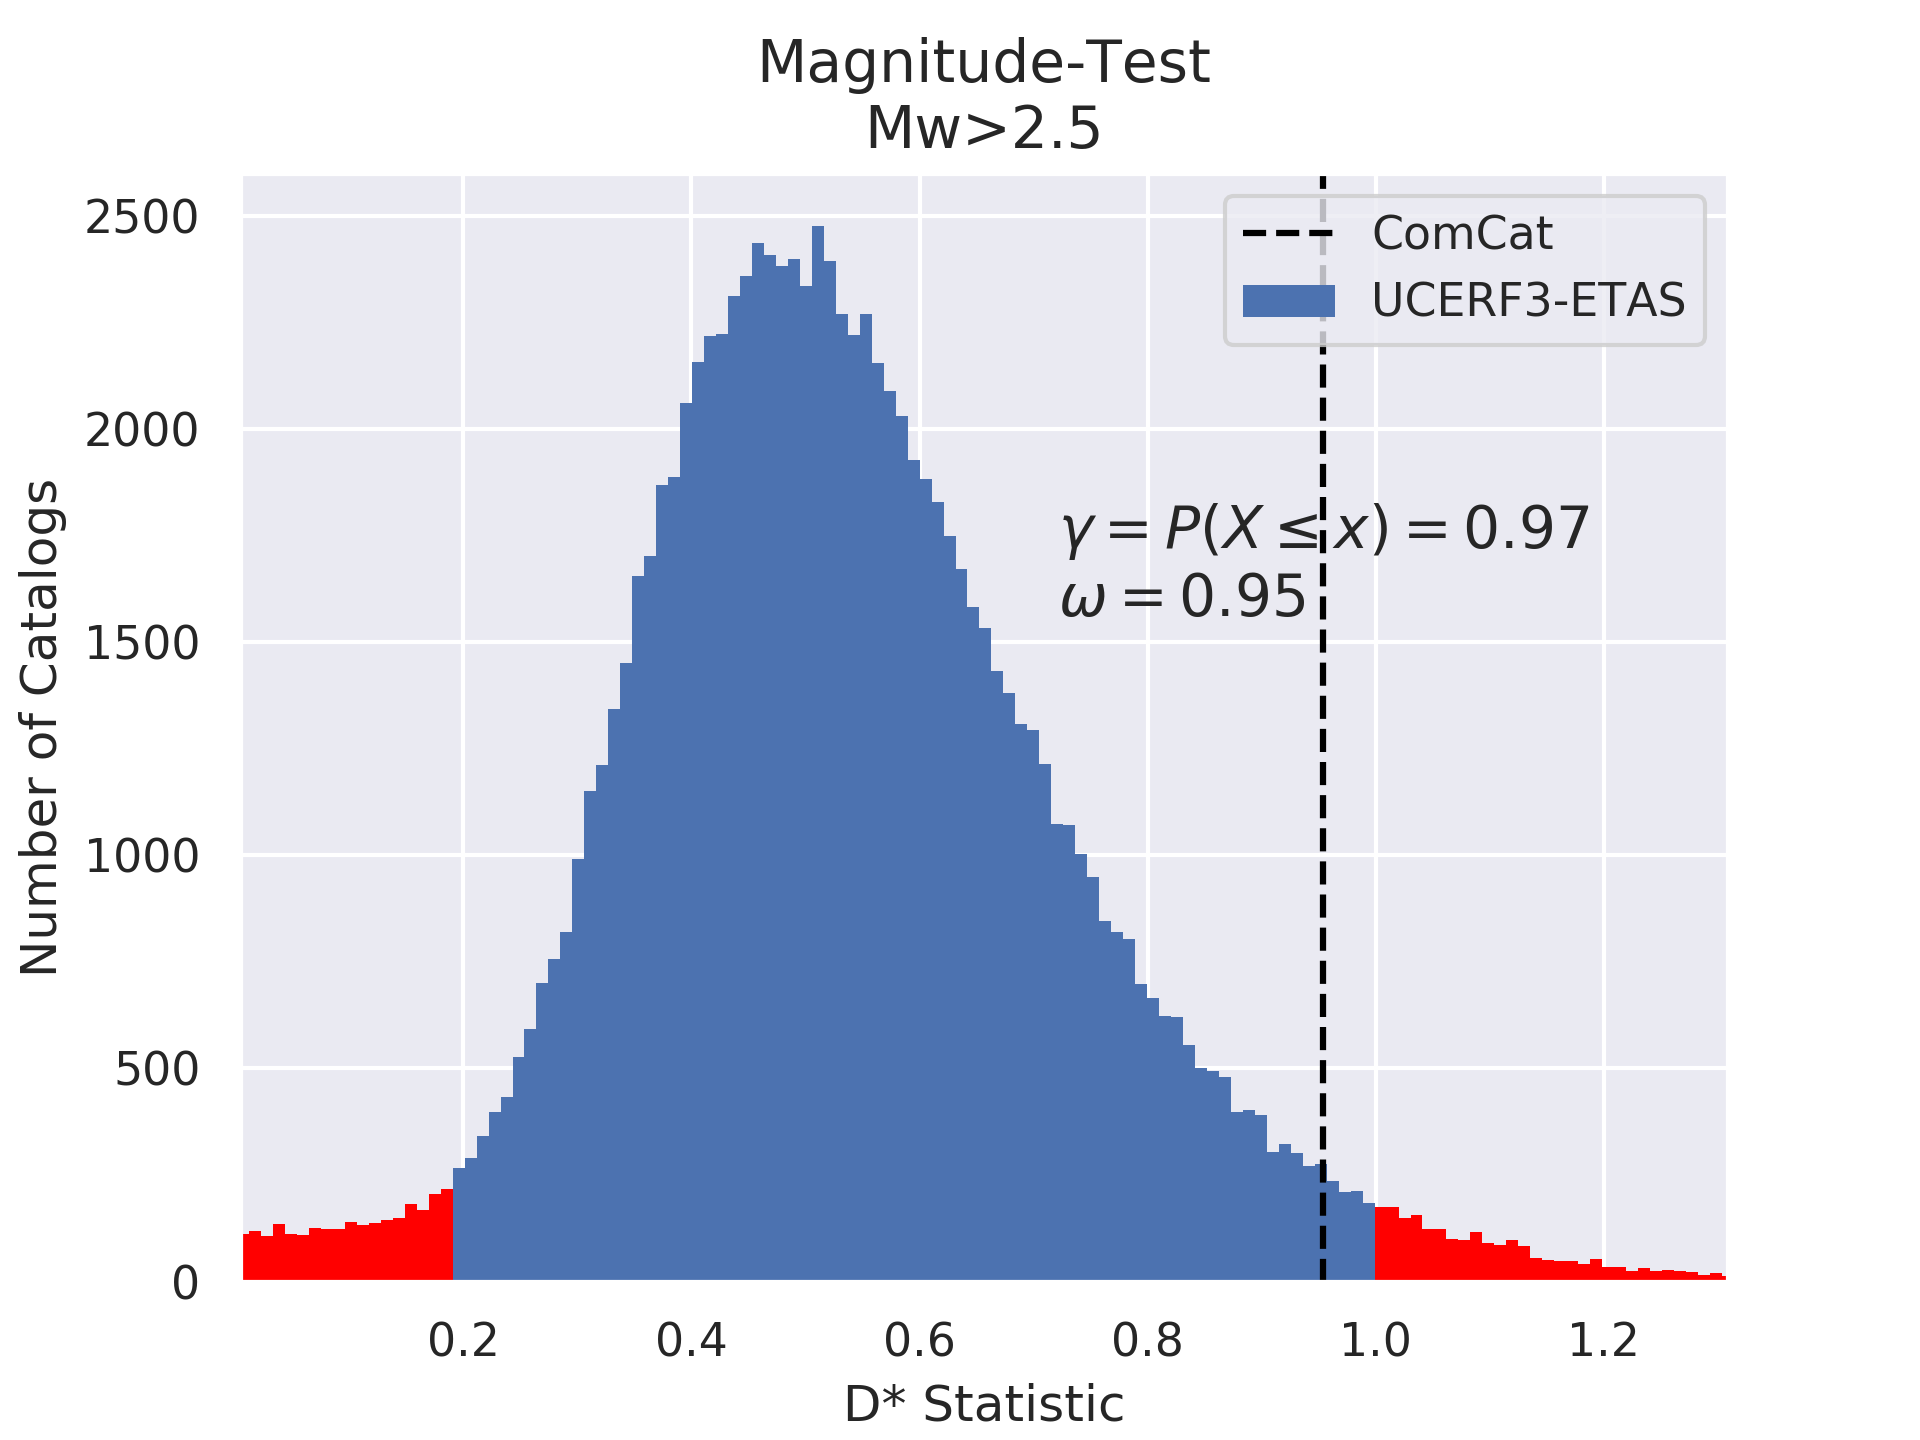 Magnitude-Test
Mw>2.5
ComCat
UCERF3-ETAS
γ = P(X ≤ x) = 0.97
ω = 0.95
Number of Catalogs
2500
2000
1500
1000
500
0
0.2 0.4 0.6 0.8 1.0 1.2
D* Statistic